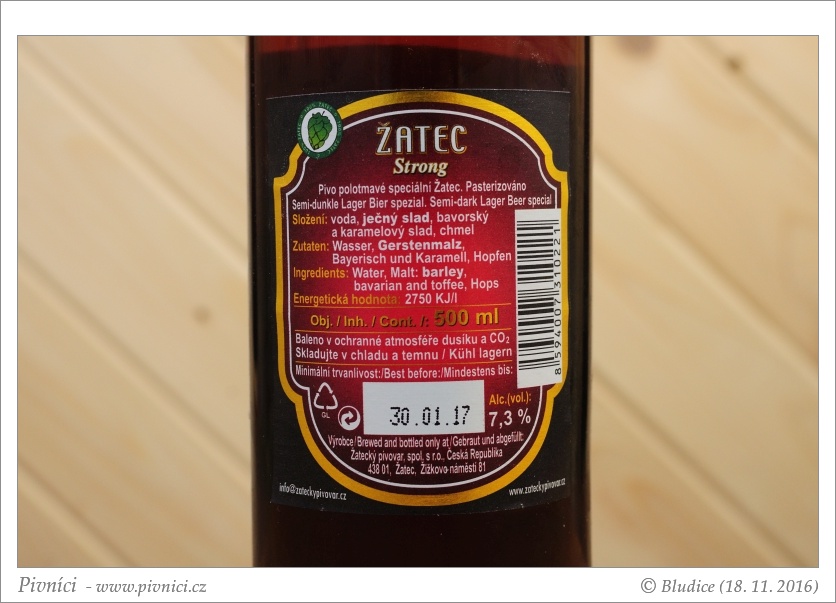 ŽATEC
Strong
Pivo polotmavé speciální Žatec. Pasterizováno
Semi-dunkle Lager Bier spezial. Semi-dark Lager Beer special
Složení: voda, ječný slad, bavorský
a karamelový slad, chmel
Zutaten: Wasser, Gerstenmalz,
Bayerisch und Karamell, Hopfen
Ingredients: Water, Malt: barley,
bavarian and toffee, Hops
Energetická hodnota: 2750 KJ/l
Obj. / Inh. / Cont. /: 500 ml
Baleno v ochranné atmosféře dusíku a CO₂
Skladujte v chladu a temnu / Kühl lagern
Minimální trvanlivost:/Best before:/Mindestens bis:
8 594007 310221
GL
30.01.17
Alc.(vol.):
7,3 %
Výrobce/Brewed and bottled only at/Gebraut und abgefüllt:
Žatecký pivovar, spol. s r.o., Česká Republika
438 01, Žatec, Žižkovo náměstí 81
info@zateckypivovar.cz
www.zateckypivovar.cz
Pivníci - www.pivnici.cz
© Bludice (18. 11. 2016)